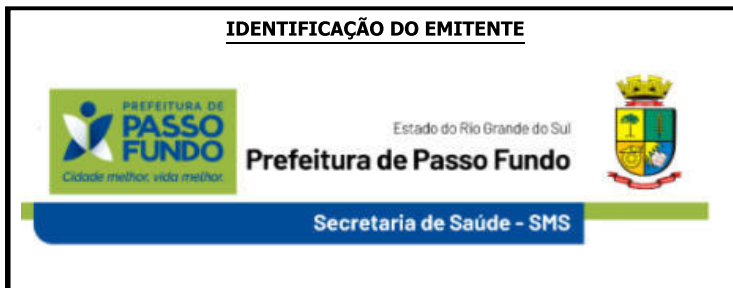 IDENTIFICAÇÃO DO EMITENTE
PREFEITURA DE
PASSO
FUNDO
Cidade melhor, vida melhor.
Estado do Rio Grande do Sul
Prefeitura de Passo Fundo
Secretaria de Saúde - SMS